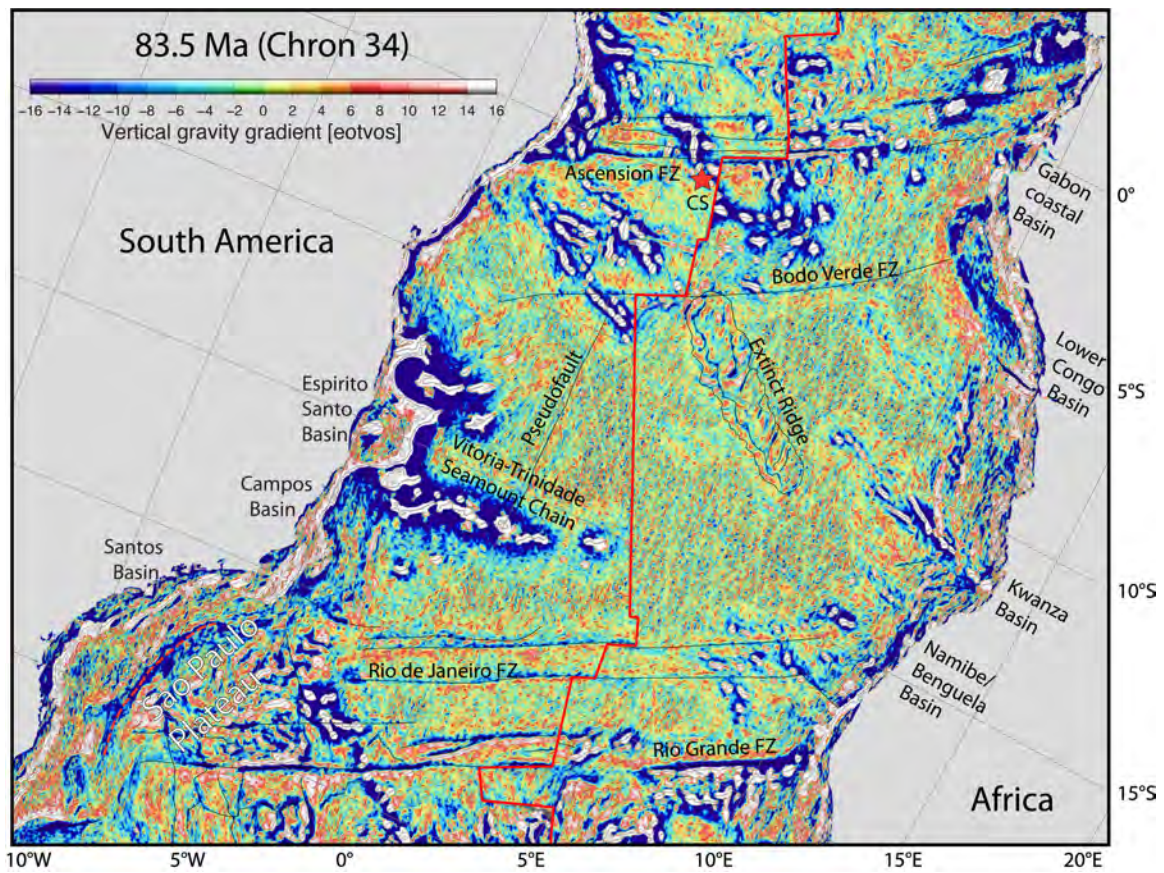 83.5 Ma (Chron 34)
−16 −14 −12 −10 −8 −6 −4 −2 0 2 4 6 8 10 12 14 16
Vertical gravity gradient [eotvos]
Ascension FZ
CS
Gabon
coastal
Basin
0°
South America
Bodo Verde FZ
Extinct Ridge
Pseudofault
Lower
Congo
Basin
5°S
Espirito
Santo
Basin
Vitoria-Trinidade
Seamount Chain
Campos
Basin
Santos
Basin
Kwanza
Basin
10°S
Sao Paulo
Plateau
Rio de Janeiro FZ
Namibe/
Benguela
Basin
Rio Grande FZ
Africa
15°S
10°W 5°W 0° 5°E 10°E 15°E 20°E